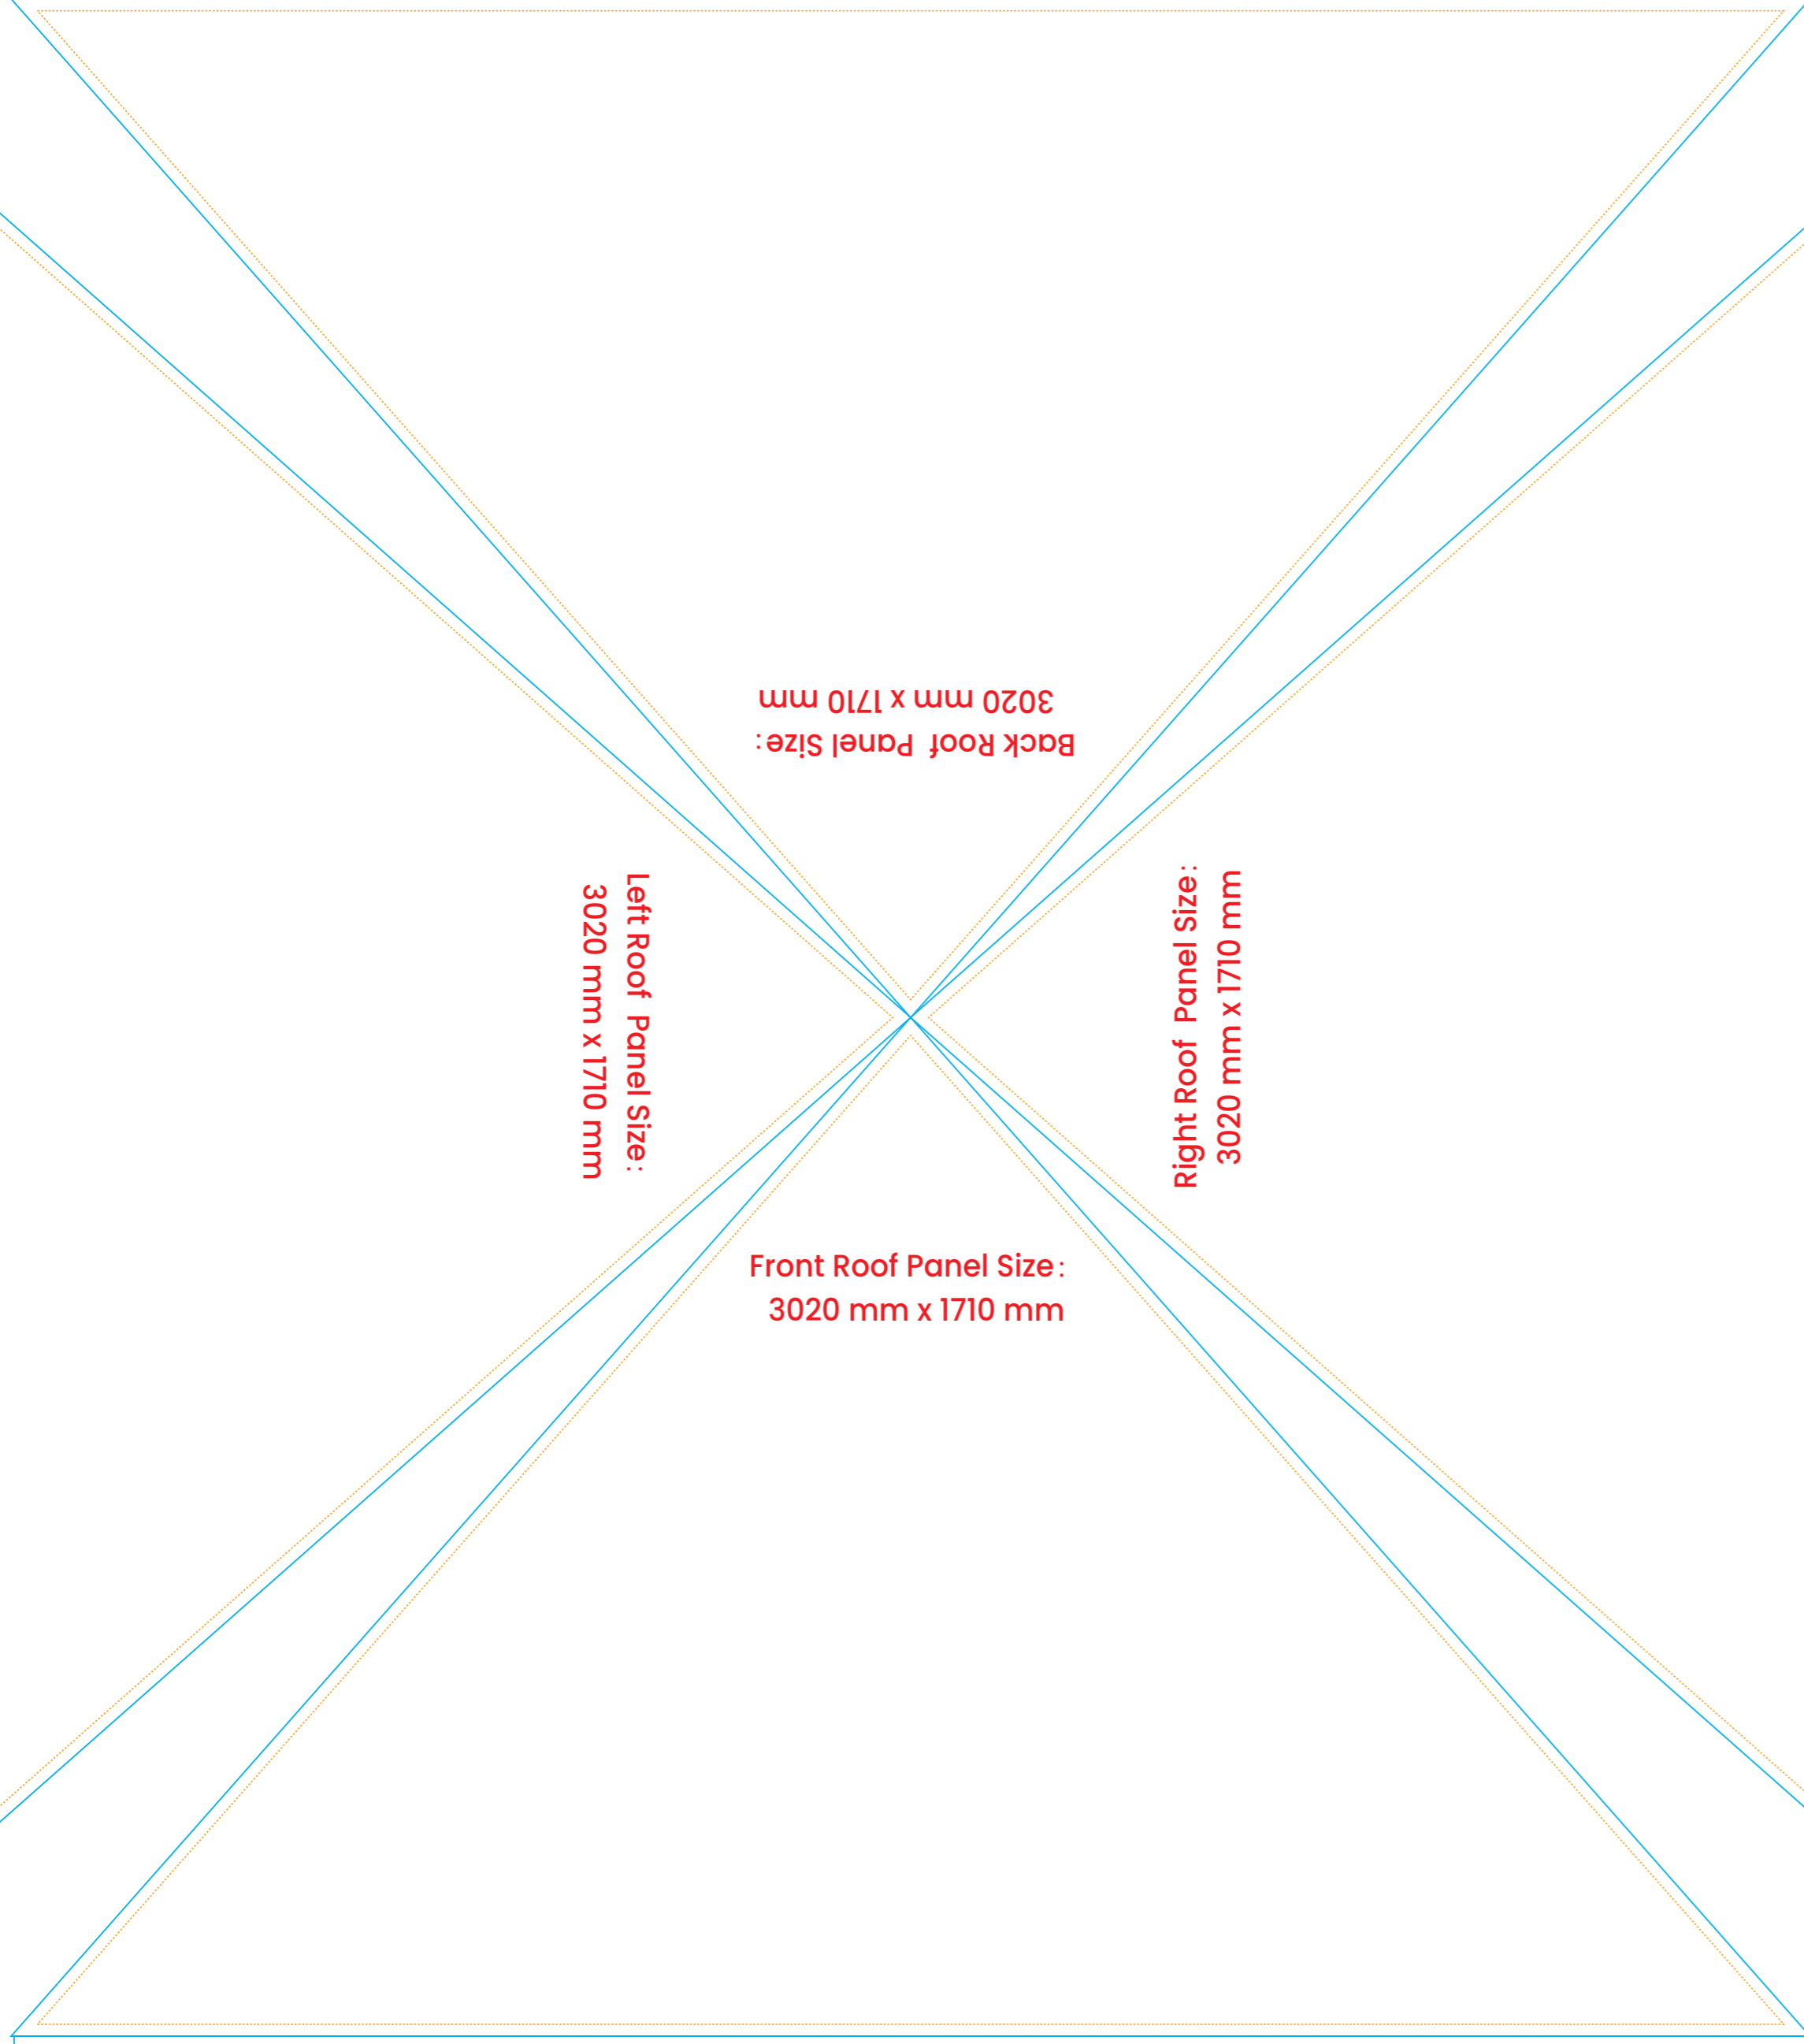 Back Roof Panel Size:
3020 mm x 1710 mm
Left Roof Panel Size:
3020 mm x 1710 mm
Right Roof Panel Size:
3020 mm x 1710 mm
Front Roof Panel Size:
3020 mm x 1710 mm